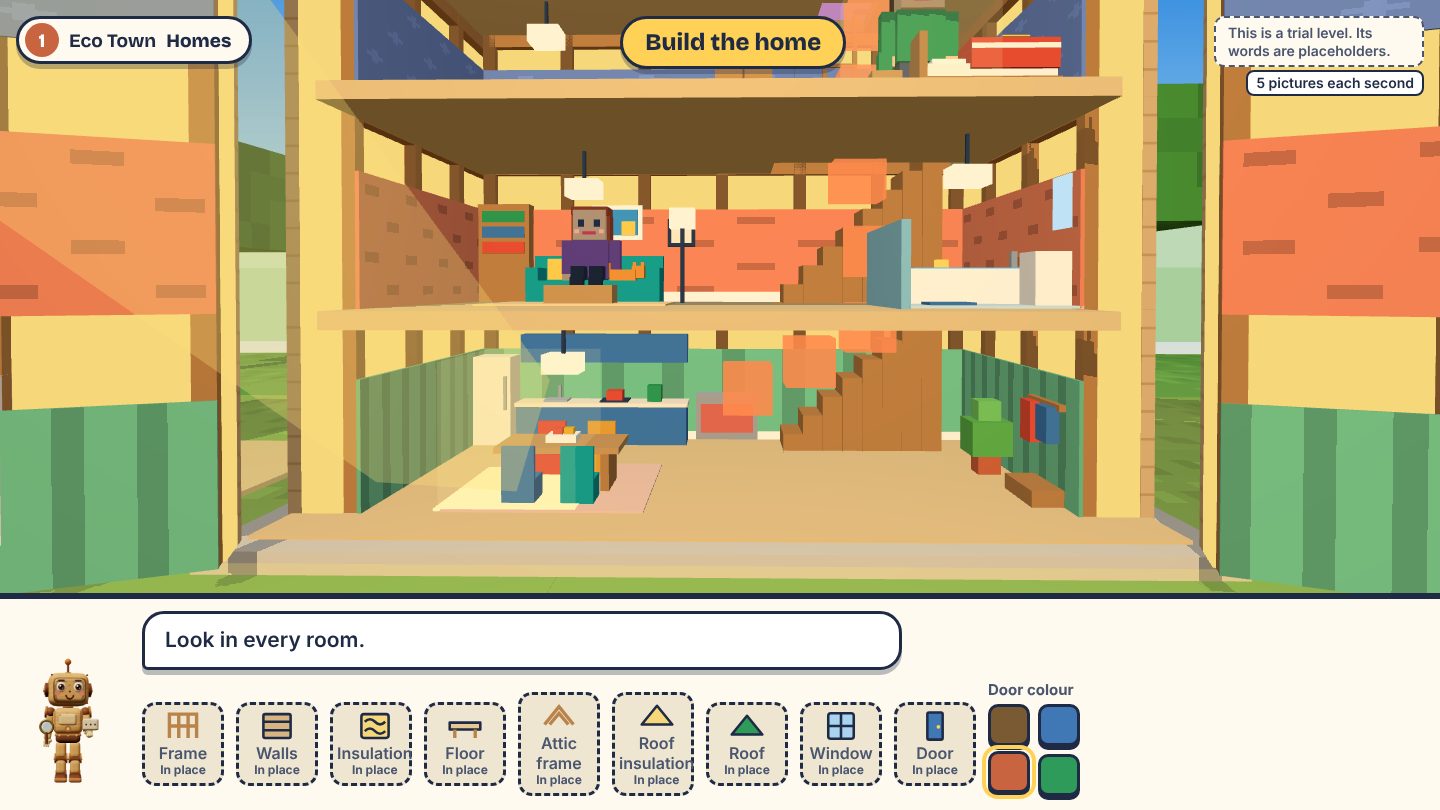 1 Eco Town Homes
Build the home
This is a trial level. Its
words are placeholders.
5 pictures each second
Look in every room.
Door colour
Frame
In place
Walls
In place
Insulation
In place
Floor
In place
Attic
frame
In place
Roof
insulation
In place
Roof
In place
Window
In place
Door
In place